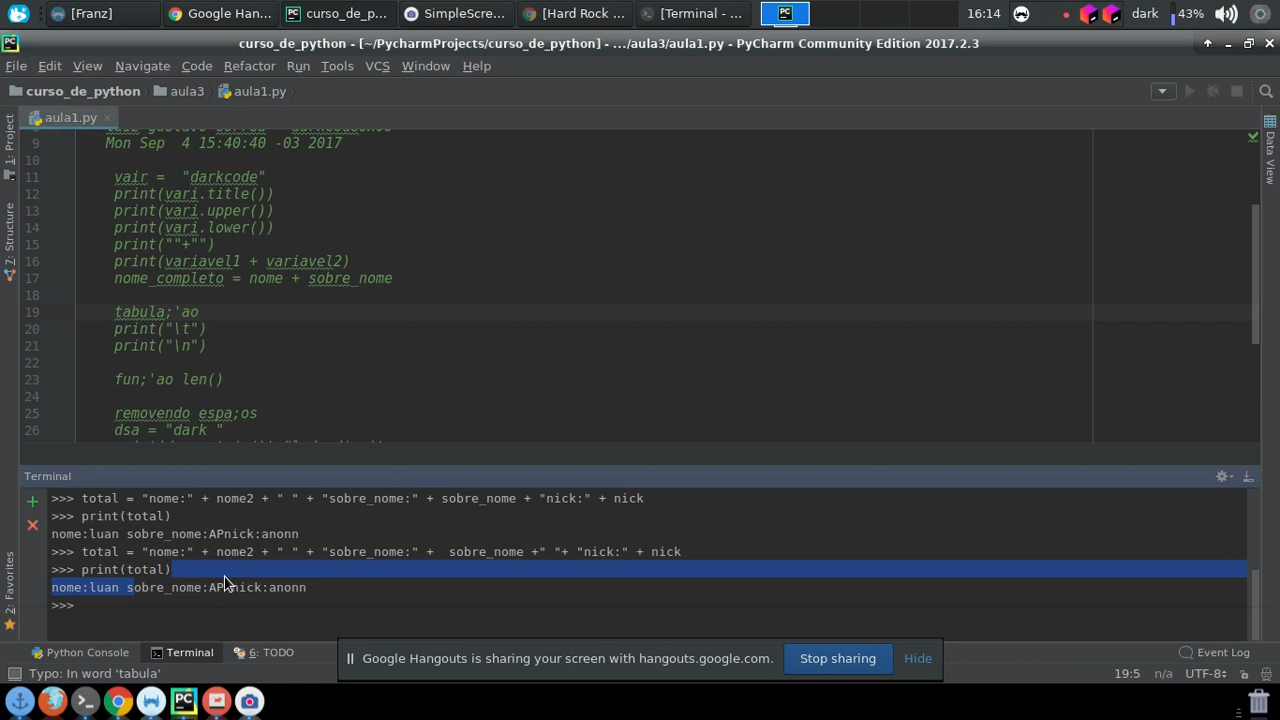 [Franz]
Google Han...
curso_de_p...
SimpleScre...
[Hard Rock ...
[Terminal - ...
16:14
dark
43%
curso_de_python - [~/PycharmProjects/curso_de_python] - .../aula3/aula1.py - PyCharm Community Edition 2017.2.3
File Edit View Navigate Code Refactor Run Tools VCS Window Help
curso_de_python aula3 aula1.py
aula1.py
1: Project
7: Structure
2: Favorites
Data View
9 Mon Sep  4 15:40:40 -03 2017
10
11 vair =  "darkcode"
12 print(vari.title())
13 print(vari.upper())
14 print(vari.lower())
15 print(""+"")
16 print(variavel1 + variavel2)
17 nome_completo = nome + sobre_nome
18
19 tabula;'ao
20 print("\t")
21 print("\n")
22
23 fun;'ao len()
24
25 removendo espa;os
26 dsa = "dark "
Terminal
>>> total = "nome:" + nome2 + " " + "sobre_nome:" + sobre_nome + "nick:" + nick
>>> print(total)
nome:luan sobre_nome:APnick:anonn
>>> total = "nome:" + nome2 + " " + "sobre_nome:" +  sobre_nome +" "+ "nick:" + nick
>>> print(total)
nome:luan sobre_nome:AP nick:anonn
>>>
Python Console Terminal 6: TODO
Google Hangouts is sharing your screen with hangouts.google.com.
Stop sharing
Hide
Event Log
Typo: In word 'tabula'
19:5 n/a UTF-8